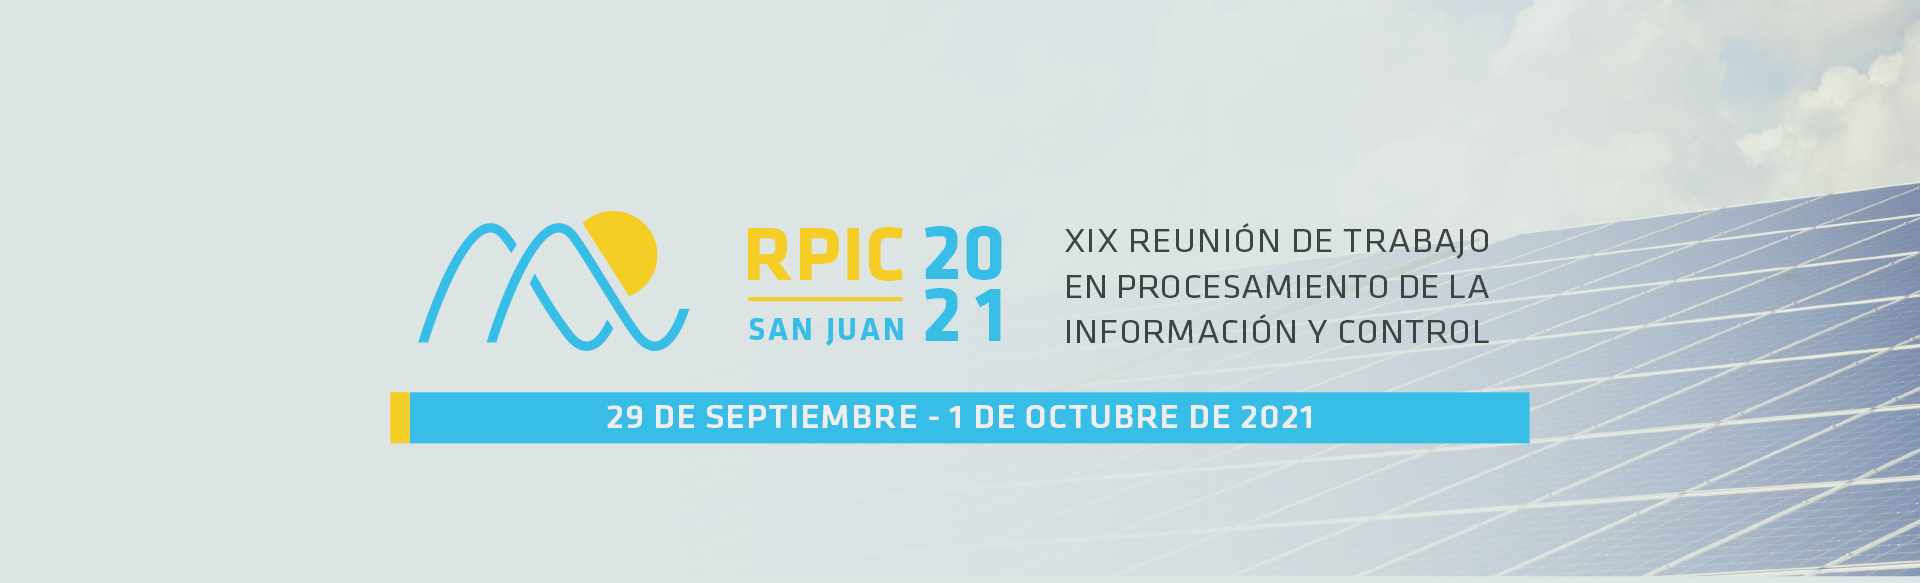 RPIC
SAN JUAN
20
21
XIX REUNIÓN DE TRABAJO
EN PROCESAMIENTO DE LA
INFORMACIÓN Y CONTROL
29 DE SEPTIEMBRE - 1 DE OCTUBRE DE 2021